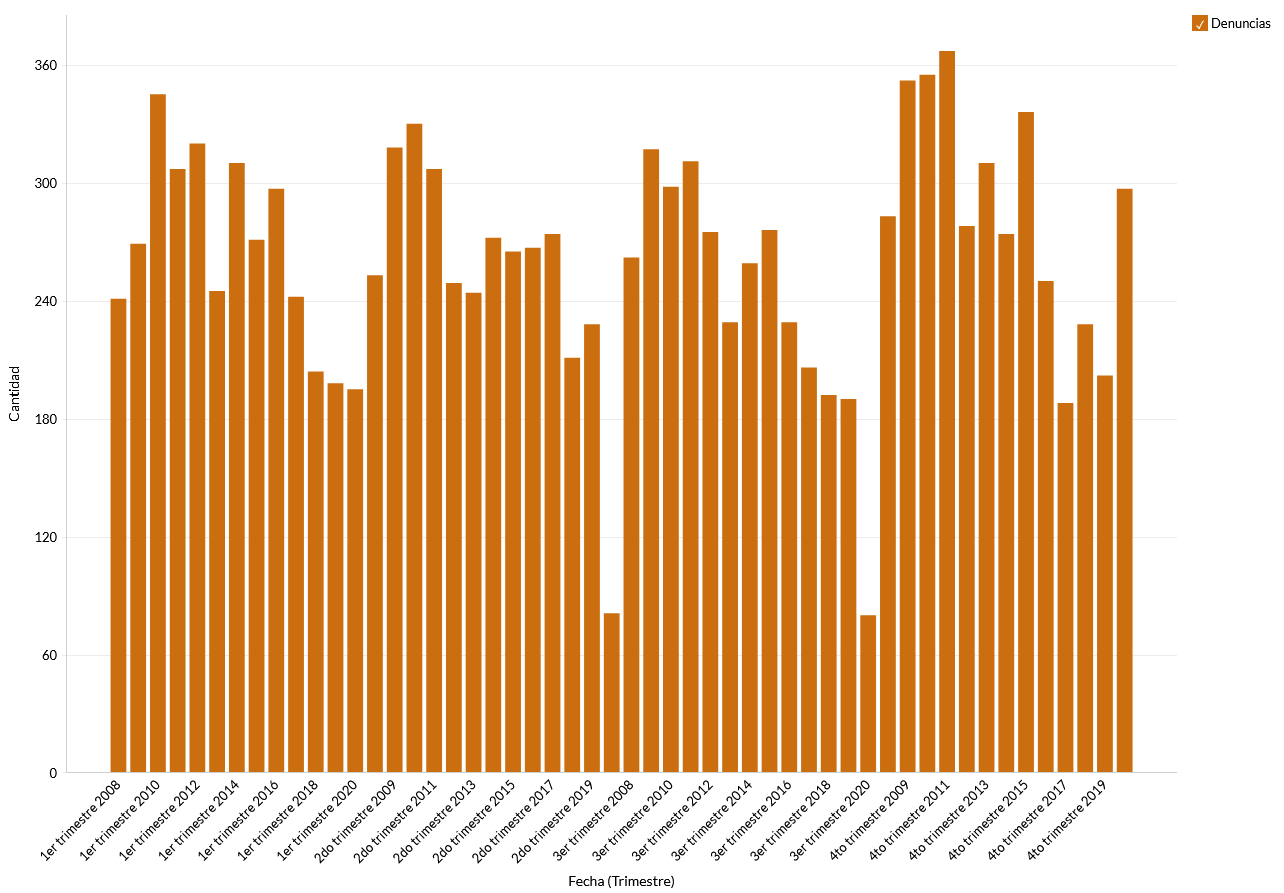 ✓ Denuncias
360
300
240
180
120
60
0
Cantidad
1er trimestre 2008
1er trimestre 2010
1er trimestre 2012
1er trimestre 2014
1er trimestre 2016
1er trimestre 2018
1er trimestre 2020
2do trimestre 2009
2do trimestre 2011
2do trimestre 2013
2do trimestre 2015
2do trimestre 2017
2do trimestre 2019
3er trimestre 2008
3er trimestre 2010
3er trimestre 2012
3er trimestre 2014
3er trimestre 2016
3er trimestre 2018
3er trimestre 2020
4to trimestre 2009
4to trimestre 2011
4to trimestre 2013
4to trimestre 2015
4to trimestre 2017
4to trimestre 2019
Fecha (Trimestre)